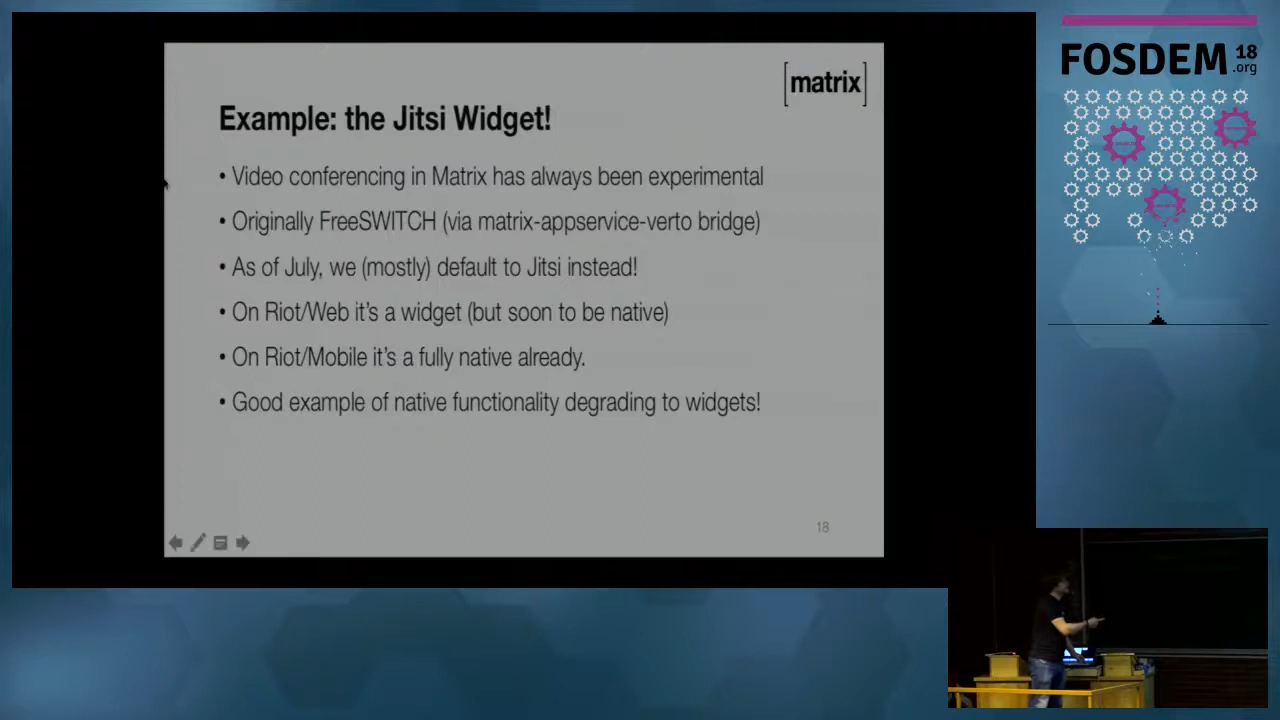 [matrix]
Example: the Jitsi Widget!
• Video conferencing in Matrix has always been experimental
• Originally FreeSWITCH (via matrix-appservice-verto bridge)
• As of July, we (mostly) default to Jitsi instead!
• On Riot/Web it's a widget (but soon to be native)
• On Riot/Mobile it's a fully native already.
• Good example of native functionality degrading to widgets!
18
FOSDEM 18
.org